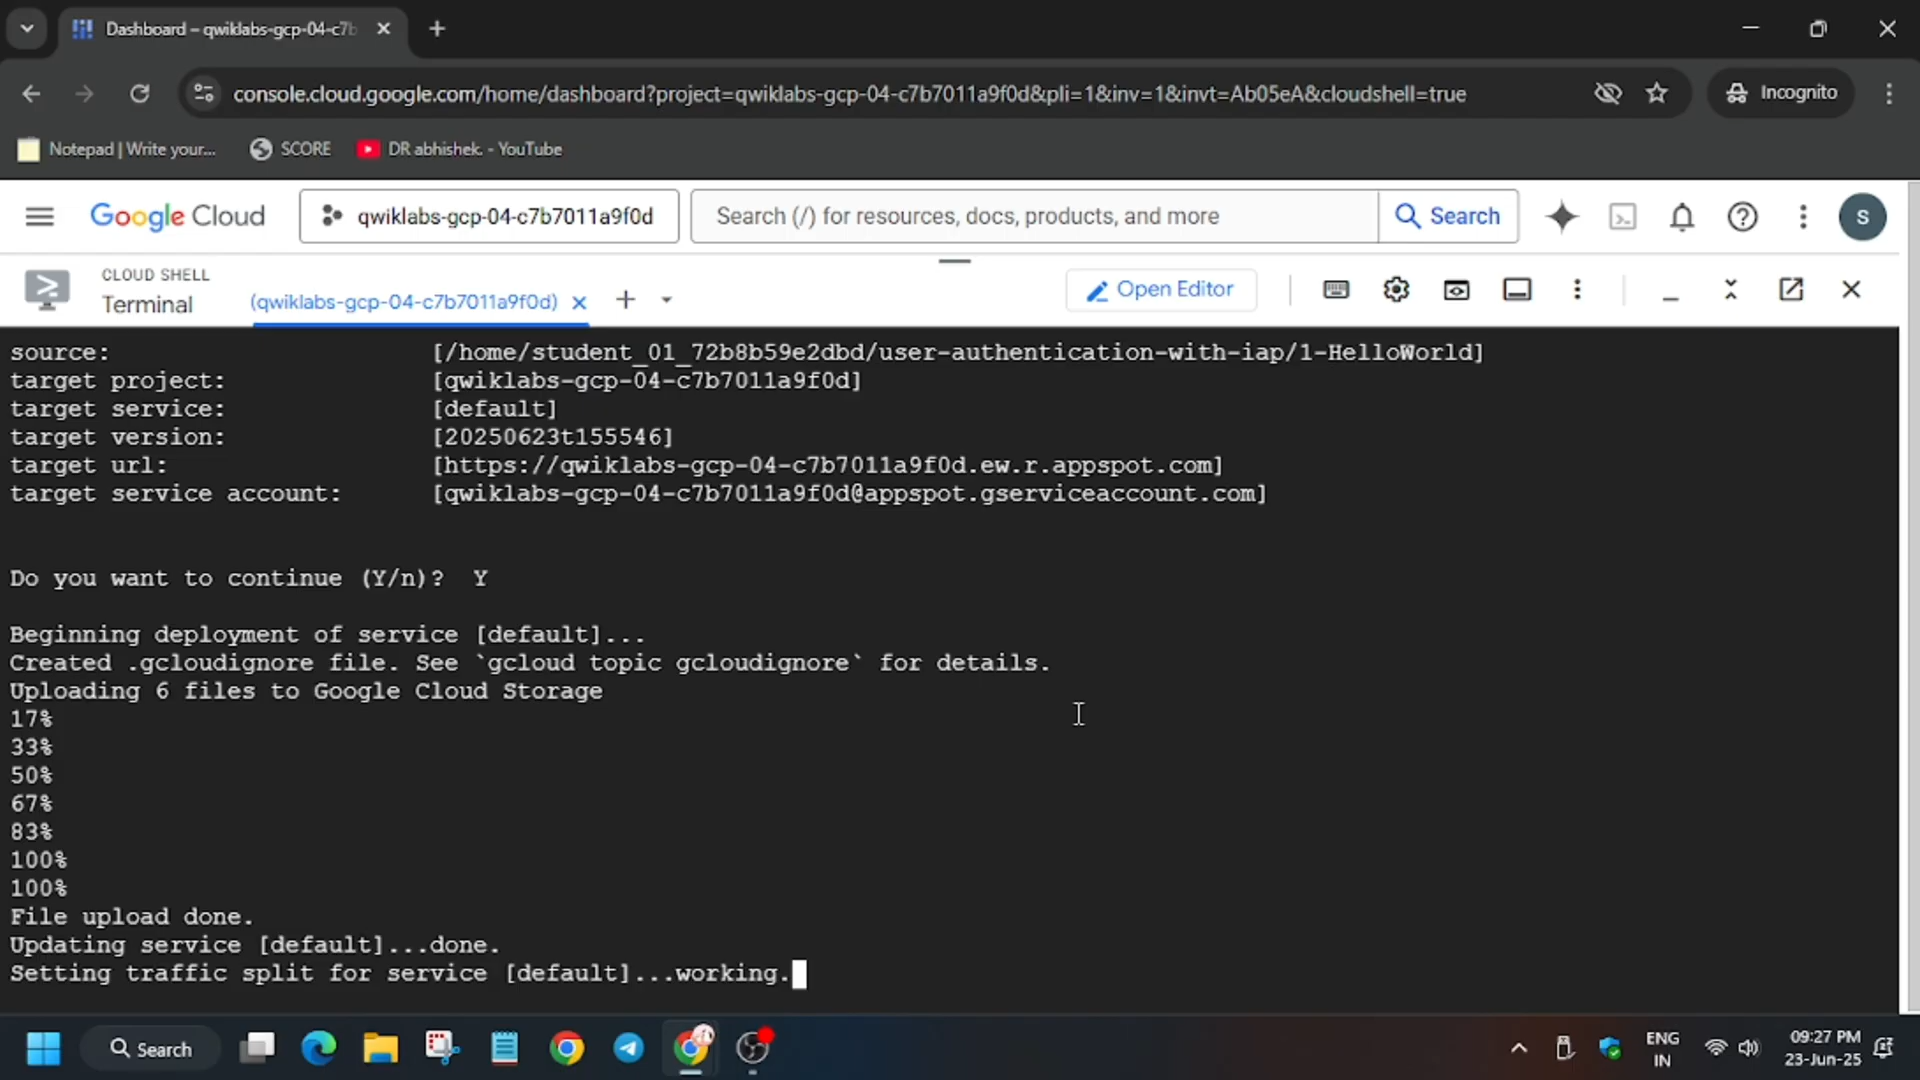 Dashboard – qwiklabs-gcp-04-c7b
console.cloud.google.com/home/dashboard?project=qwiklabs-gcp-04-c7b7011a9f0d&pli=1&inv=1&invt=Ab05eA&cloudshell=true
Incognito
Notepad | Write your...
SCORE
DR abhishek. - YouTube
Google Cloud
qwiklabs-gcp-04-c7b7011a9f0d
Search (/) for resources, docs, products, and more
Search
S
CLOUD SHELL
Terminal
(qwiklabs-gcp-04-c7b7011a9f0d)
Open Editor
source: [/home/student_01_72b8b59e2dbd/user-authentication-with-iap/1-HelloWorld]
target project: [qwiklabs-gcp-04-c7b7011a9f0d]
target service: [default]
target version: [20250623t155546]
target url: [https://qwiklabs-gcp-04-c7b7011a9f0d.ew.r.appspot.com]
target service account: [qwiklabs-gcp-04-c7b7011a9f0d@appspot.gserviceaccount.com]
Do you want to continue (Y/n)? Y
Beginning deployment of service [default]...
Created .gcloudignore file. See `gcloud topic gcloudignore` for details.
Uploading 6 files to Google Cloud Storage
17%
33%
50%
67%
83%
100%
100%
File upload done.
Updating service [default]...done.
Setting traffic split for service [default]...working.
Search
ENG
IN
09:27 PM
23-Jun-25